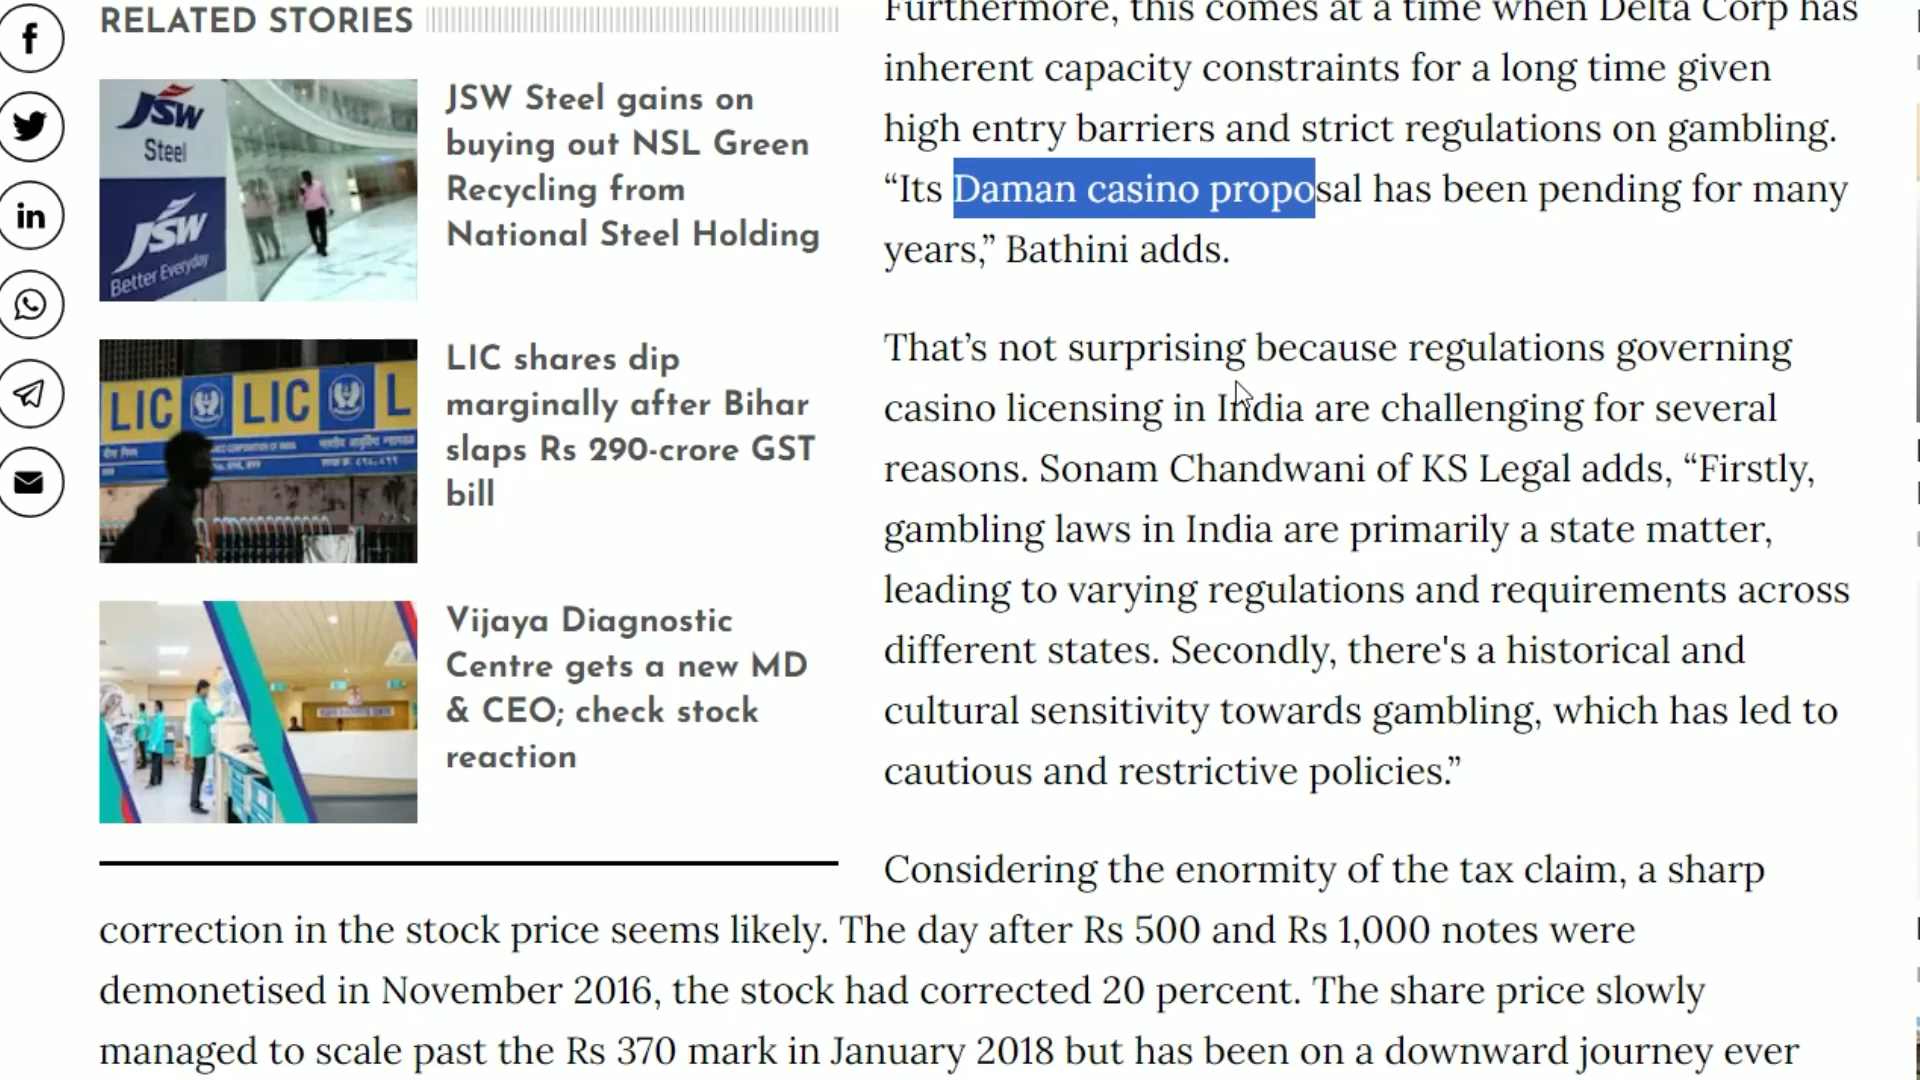 RELATED STORIES
JSW
Steel
JSW
Better Everyday
JSW Steel gains on
buying out NSL Green
Recycling from
National Steel Holding
LIC LIC L
LIC shares dip
marginally after Bihar
slaps Rs 290-crore GST
bill
Vijaya Diagnostic
Centre gets a new MD
& CEO; check stock
reaction
Furthermore, this comes at a time when Delta Corp has
inherent capacity constraints for a long time given
high entry barriers and strict regulations on gambling.
“Its Daman casino proposal has been pending for many
years,” Bathini adds.
That’s not surprising because regulations governing
casino licensing in India are challenging for several
reasons. Sonam Chandwani of KS Legal adds, “Firstly,
gambling laws in India are primarily a state matter,
leading to varying regulations and requirements across
different states. Secondly, there's a historical and
cultural sensitivity towards gambling, which has led to
cautious and restrictive policies.”
Considering the enormity of the tax claim, a sharp
correction in the stock price seems likely. The day after Rs 500 and Rs 1,000 notes were
demonetised in November 2016, the stock had corrected 20 percent. The share price slowly
managed to scale past the Rs 370 mark in January 2018 but has been on a downward journey ever